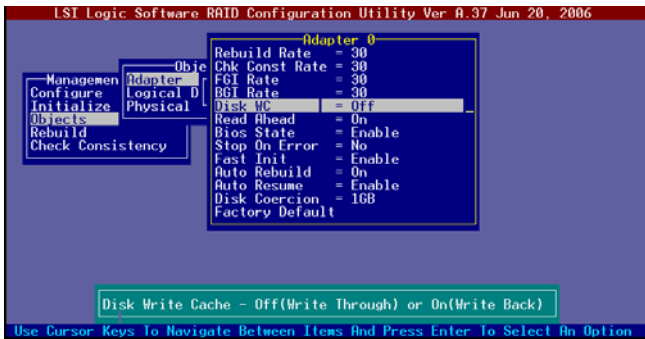 LSI Logic Software RAID Configuration Utility Ver A.37 Jun 20, 2006
Adapter 0
Rebuild Rate = 30
Chk Const Rate = 30
FGI Rate = 30
BGI Rate = 30
Disk WC = Off
Read Ahead = On
Bios State = Enable
Stop On Error = No
Fast Init = Enable
Auto Rebuild = On
Auto Resume = Enable
Disk Coercion = 1GB
Factory Default
Obje
Adapter
Logical D
Physical
Managemen
Configure
Initialize
Objects
Rebuild
Check Consistency
Disk Write Cache - Off(Write Through) or On(Write Back)
Use Cursor Keys To Navigate Between Items And Press Enter To Select An Option